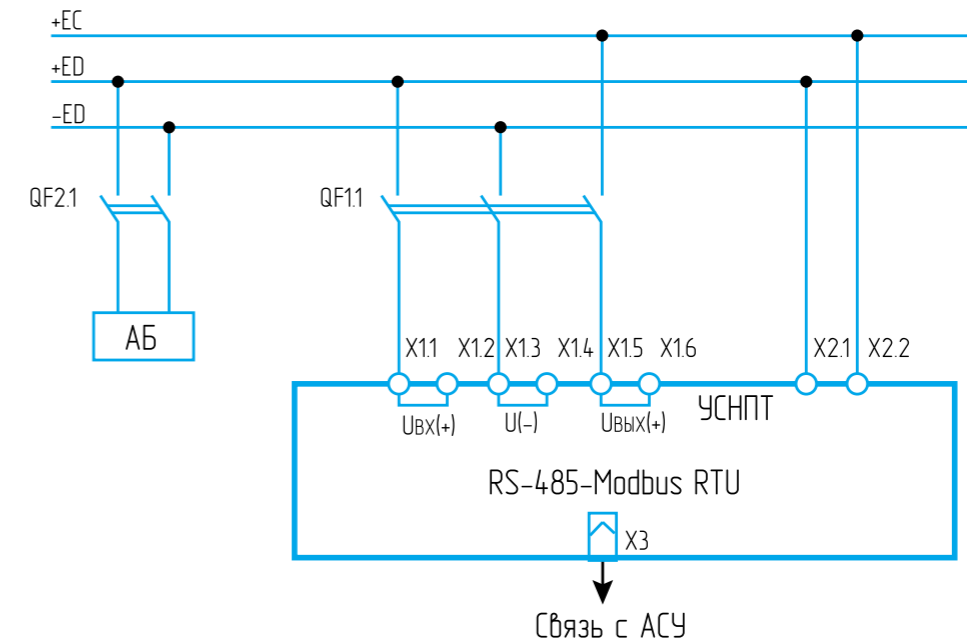 +EC
+ED
-ED
QF2.1
QF1.1
АБ
X1.1 X1.2 X1.3 X1.4 X1.5 X1.6 X2.1 X2.2
Uвх(+) U(-) Uвых(+) УСНПТ
RS-485-Modbus RTU
X3
Связь с АСУ